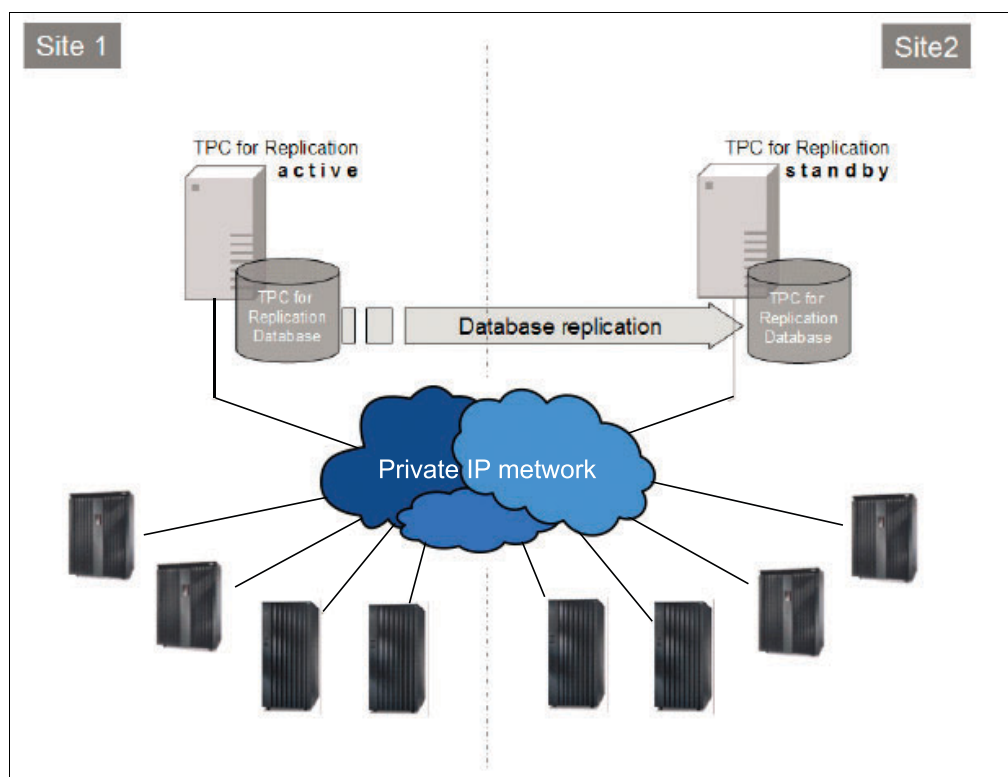 Site 1
Site2
TPC for Replication
active
TPC for Replication
standby
TPC for
Replication
Database
Database replication
TPC for
Replication
Database
Private IP metwork